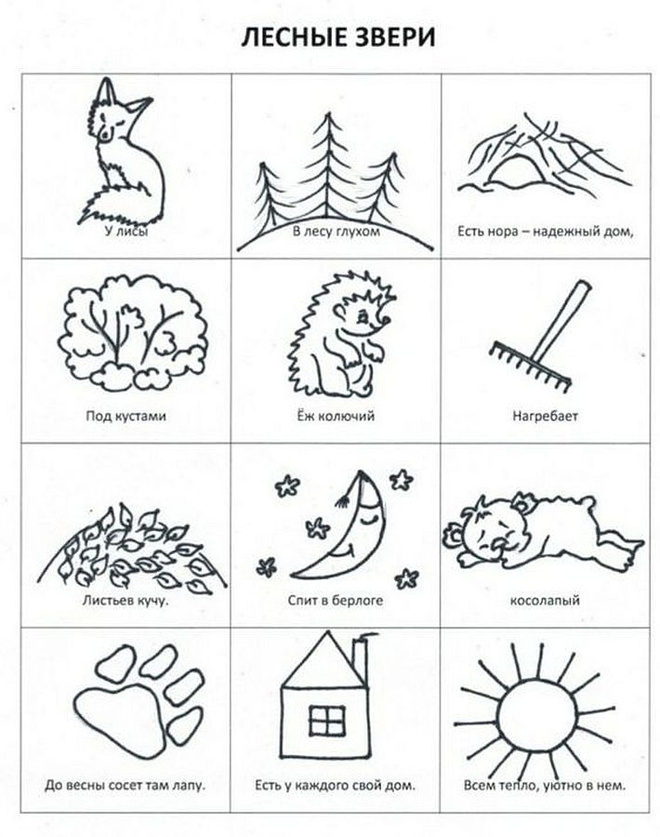 ЛЕСНЫЕ ЗВЕРИ
У лисы
В лесу глухом
Есть нора – надежный дом,
Под кустами
Ёж колючий
Нагребает
Листьев кучу.
Спит в берлоге
косолапый
До весны сосет там лапу.
Есть у каждого свой дом.
Всем тепло, уютно в нем.